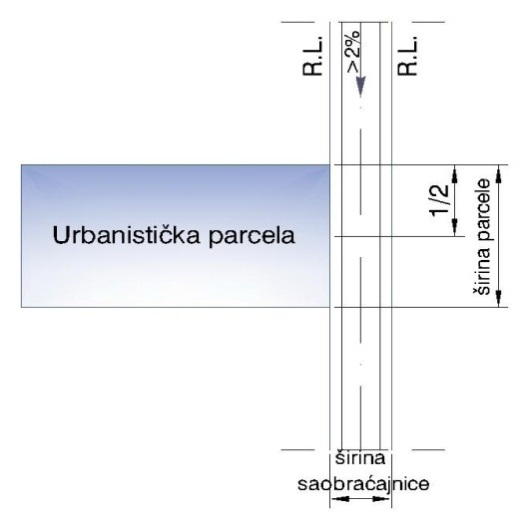 R.L.
>2%
R.L.
Urbanistička parcela
1/2
širina parcele
širina
saobraćajnice